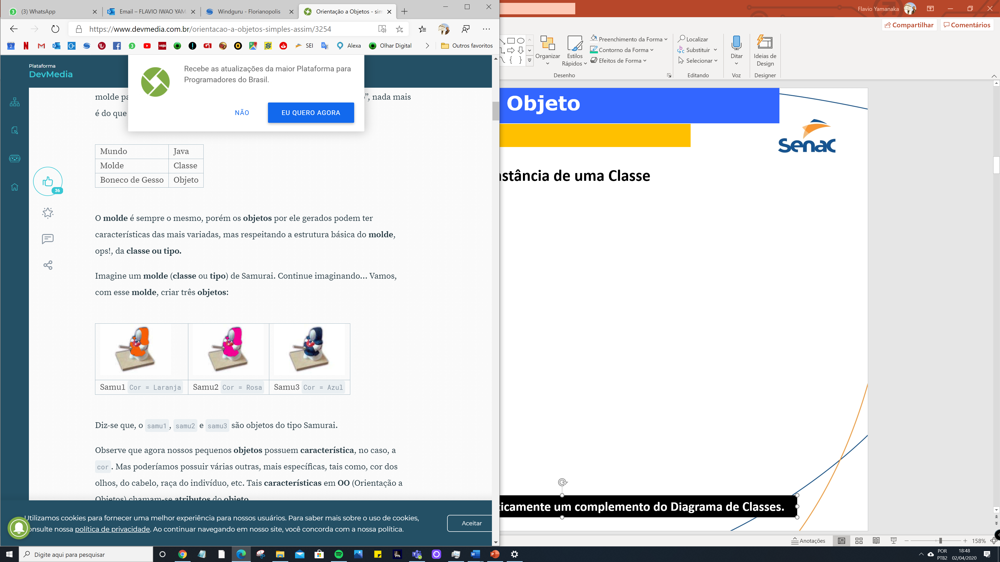 (3) WhatsApp
Email – FLAVIO IWAO YAM
Windguru - Florianopolis
Orientação a Objetos - sim
https://www.devmedia.com.br/orientacao-a-objetos-simples-assim/3254
SEI
Alexa
Olhar Digital
Outros favoritos
Plataforma
DevMedia
Recebe as atualizações da maior Plataforma para
Programadores do Brasil.
NÃO
EU QUERO AGORA
molde pa
”, nada mais
é do que
Mundo Java
Molde Classe
Boneco de Gesso Objeto
36
O molde é sempre o mesmo, porém os objetos por ele gerados podem ter
características das mais variadas, mas respeitando a estrutura básica do molde,
ops!, da classe ou tipo.
Imagine um molde (classe ou tipo) de Samurai. Continue imaginando... Vamos,
com esse molde, criar três objetos:
Samu1 Cor = Laranja Samu2 Cor = Rosa Samu3 Cor = Azul
Diz-se que, o samu1, samu2 e samu3 são objetos do tipo Samurai.
Observe que agora nossos pequenos objetos possuem característica, no caso, a
cor. Mas poderíamos possuir várias outras, mais específicas, tais como, cor dos
olhos, do cabelo, raça do indivíduo, etc. Tais características em OO (Orientação a
Objetos) chamam-se atributos do objeto
Utilizamos cookies para fornecer uma melhor experiência para nossos usuários. Para saber mais sobre o uso de cookies,
onsulte nossa política de privacidade. Ao continuar navegando em nosso site, você concorda com a nossa política.
Aceitar
Flavio Yamanaka
Compartilhar
Comentários
Organizar
Estilos
Rápidos
Preenchimento da Forma
Contorno da Forma
Efeitos de Forma
Desenho
Localizar
Substituir
Selecionar
Editando
Ditar
Voz
Ideias de
Design
Designer
Objeto
Senac
nstância de uma Classe
ticamente um complemento do Diagrama de Classes.
Anotações
158%
Digite aqui para pesquisar
POR
PTB2
18:48
02/04/2020